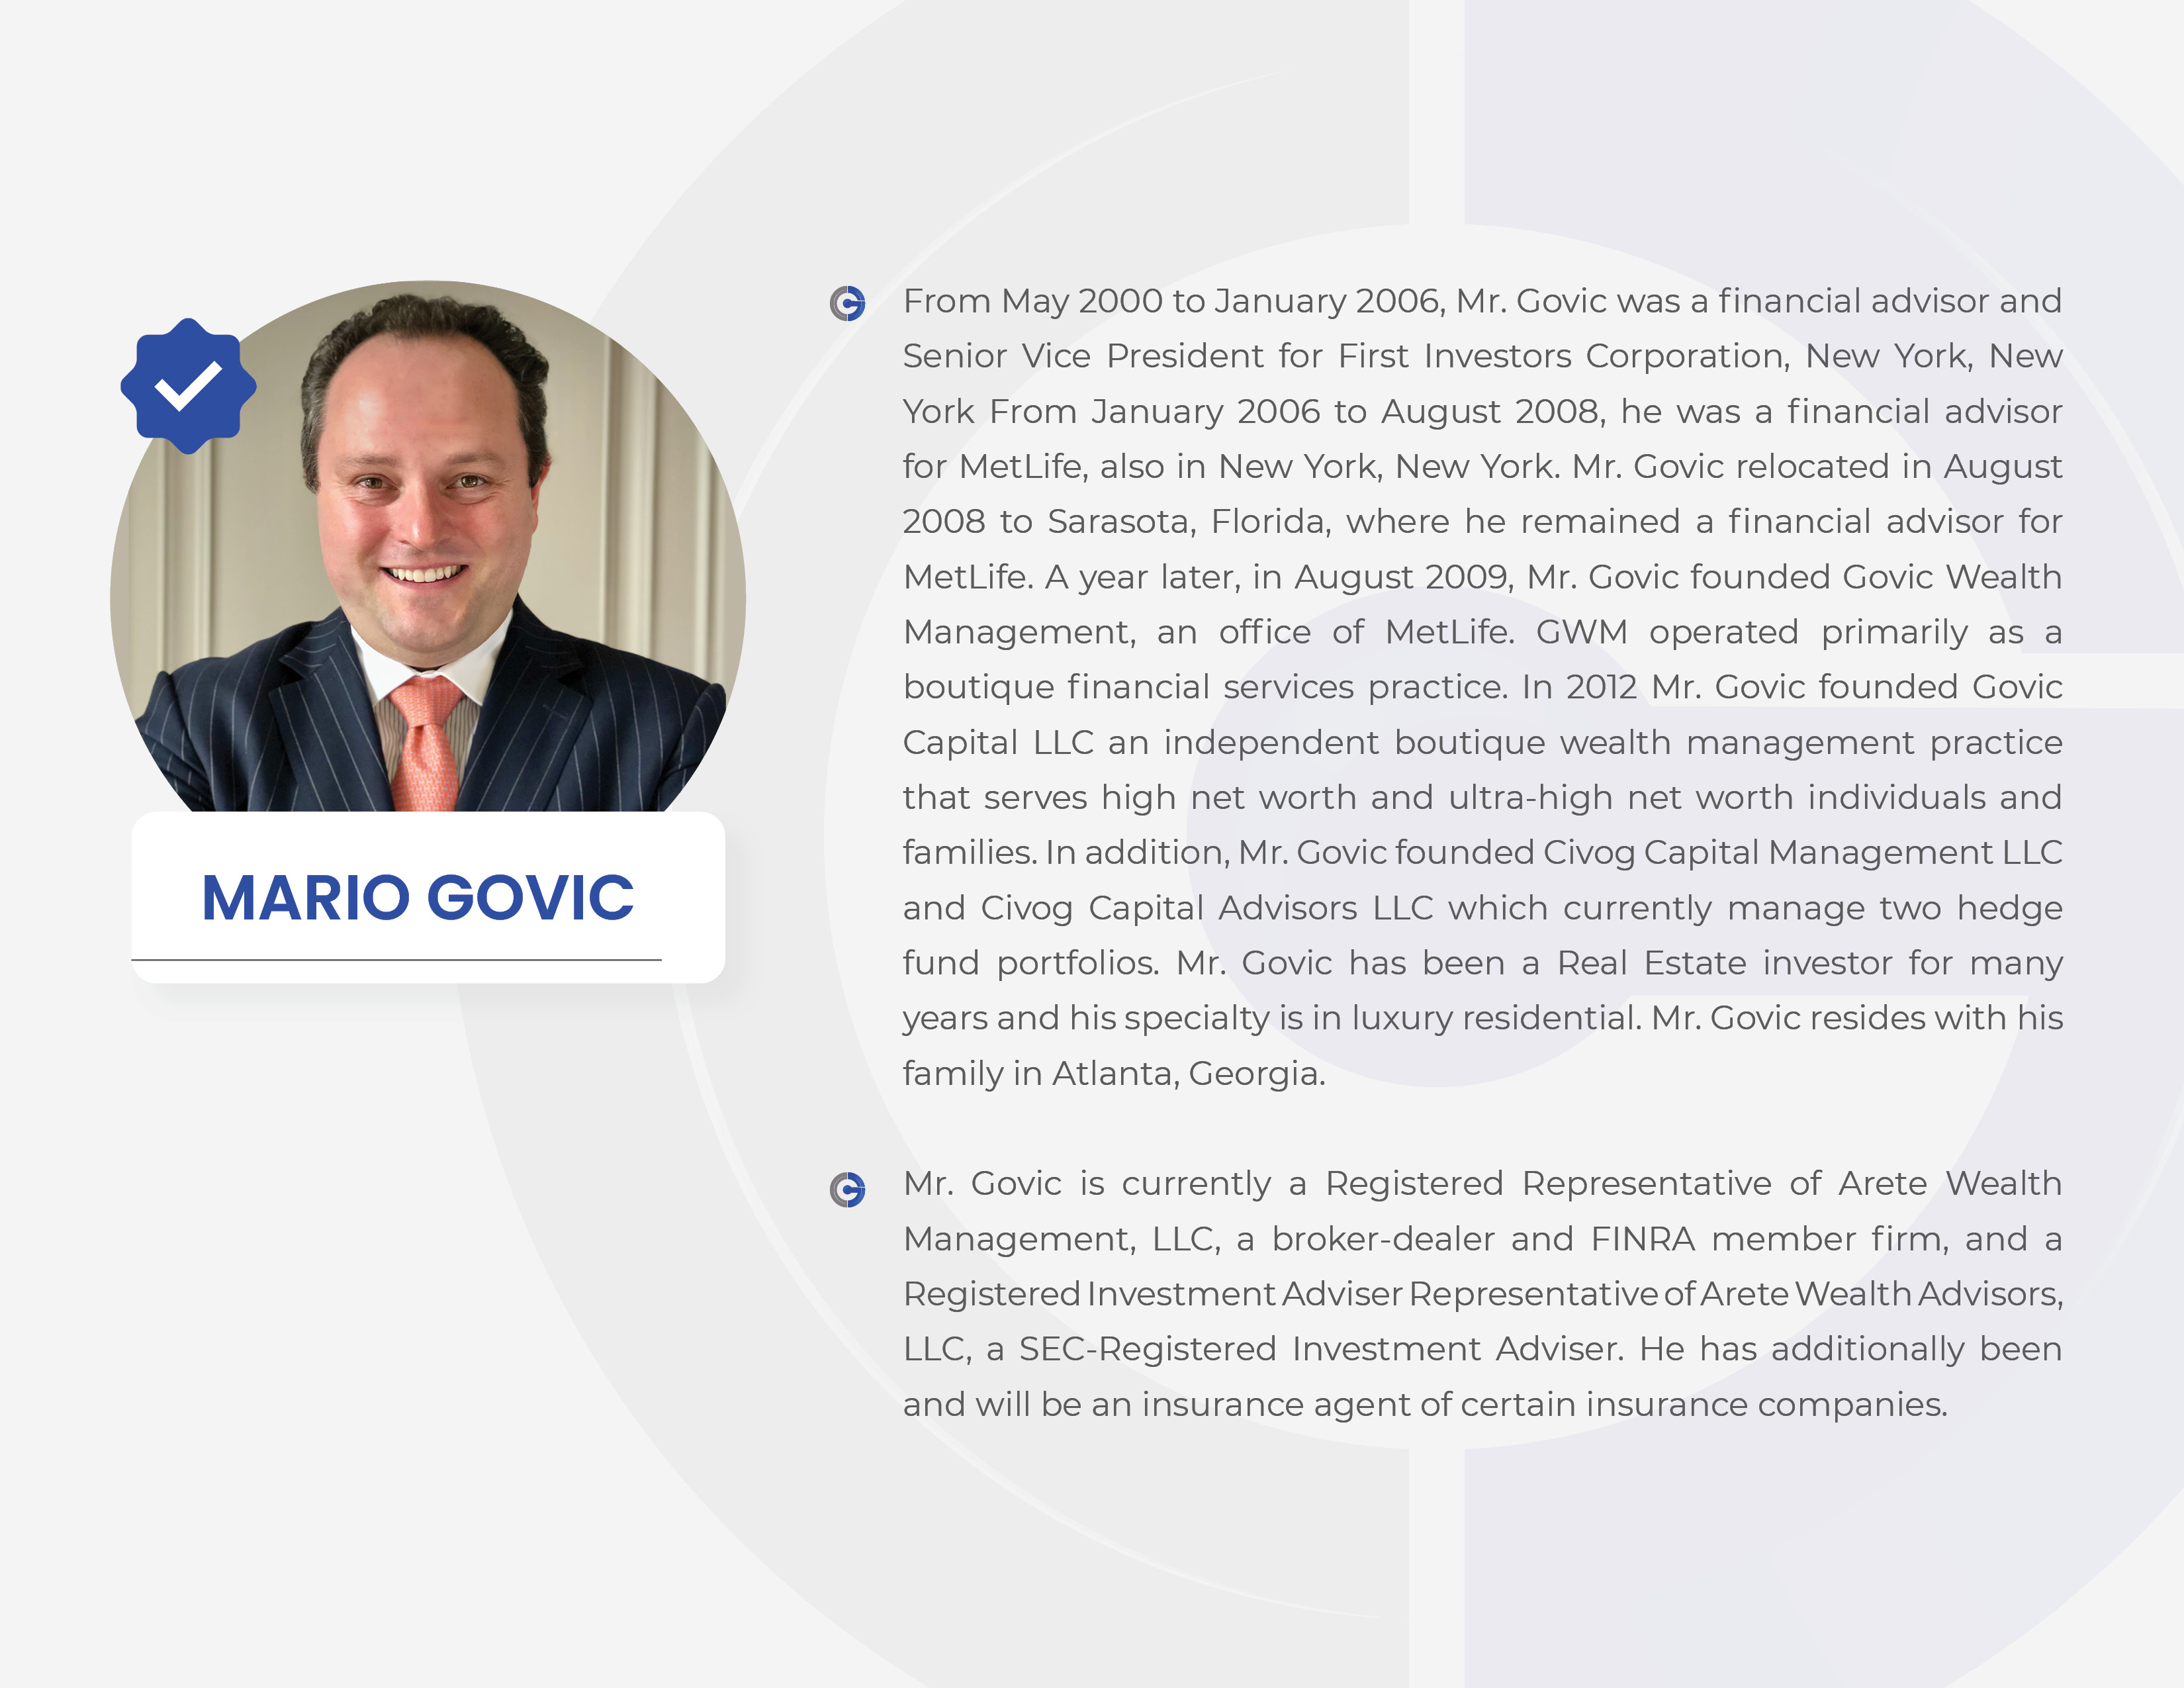 MARIO GOVIC
From May 2000 to January 2006, Mr. Govic was a financial advisor and
Senior Vice President for First Investors Corporation, New York, New
York From January 2006 to August 2008, he was a financial advisor
for MetLife, also in New York, New York. Mr. Govic relocated in August
2008 to Sarasota, Florida, where he remained a financial advisor for
MetLife. A year later, in August 2009, Mr. Govic founded Govic Wealth
Management, an office of MetLife. GWM operated primarily as a
boutique financial services practice. In 2012 Mr. Govic founded Govic
Capital LLC an independent boutique wealth management practice
that serves high net worth and ultra-high net worth individuals and
families. In addition, Mr. Govic founded Civog Capital Management LLC
and Civog Capital Advisors LLC which currently manage two hedge
fund portfolios. Mr. Govic has been a Real Estate investor for many
years and his specialty is in luxury residential. Mr. Govic resides with his
family in Atlanta, Georgia.
Mr. Govic is currently a Registered Representative of Arete Wealth
Management, LLC, a broker-dealer and FINRA member firm, and a
Registered Investment Adviser Representative of Arete Wealth Advisors,
LLC, a SEC-Registered Investment Adviser. He has additionally been
and will be an insurance agent of certain insurance companies.